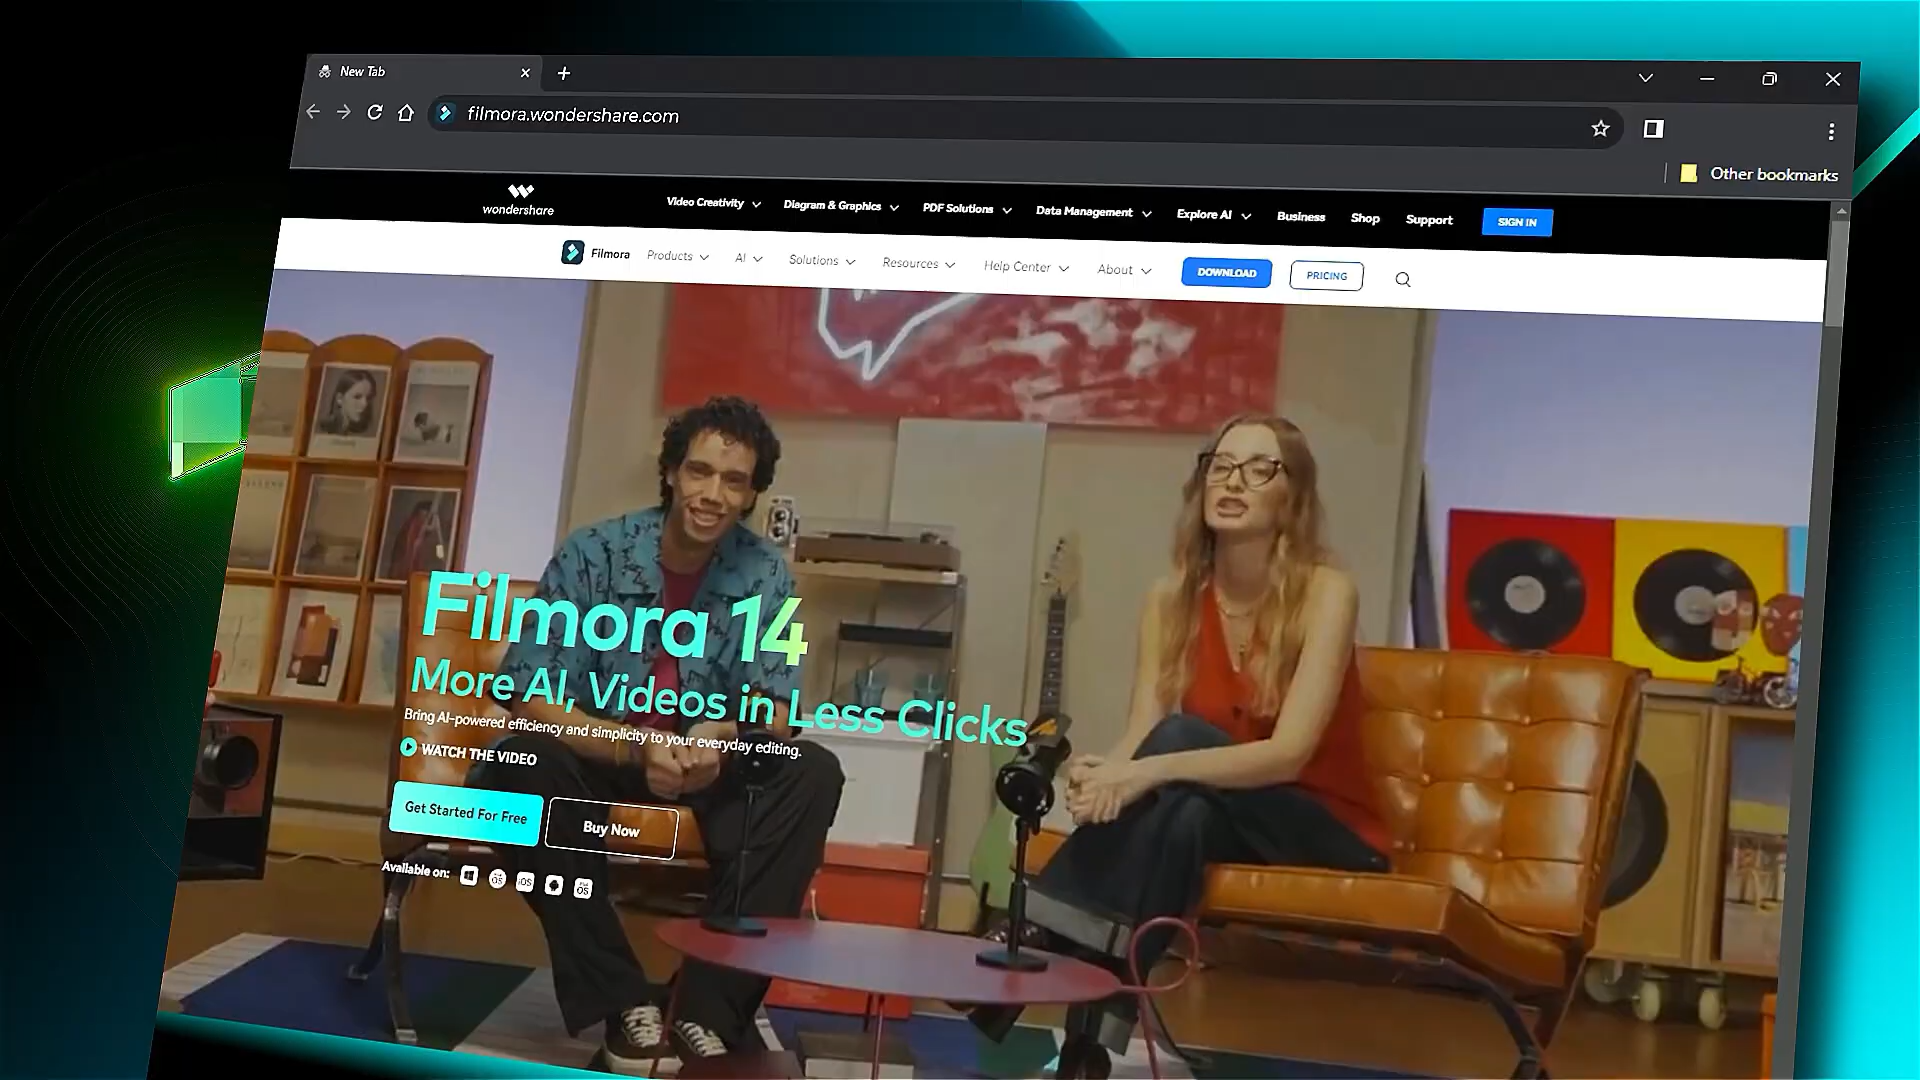 New Tab
filmora.wondershare.com
Other bookmarks
wondershare
Video Creativity
Diagram & Graphics
PDF Solutions
Data Management
Explore AI
Business
Shop
Support
SIGN IN
Filmora
Products
AI
Solutions
Resources
Help Center
About
DOWNLOAD
PRICING
Filmora 14
More AI, Videos in Less Clicks
Bring AI-powered efficiency and simplicity to your everyday editing.
WATCH THE VIDEO
Get Started For Free
Buy Now
Available on:
iOS